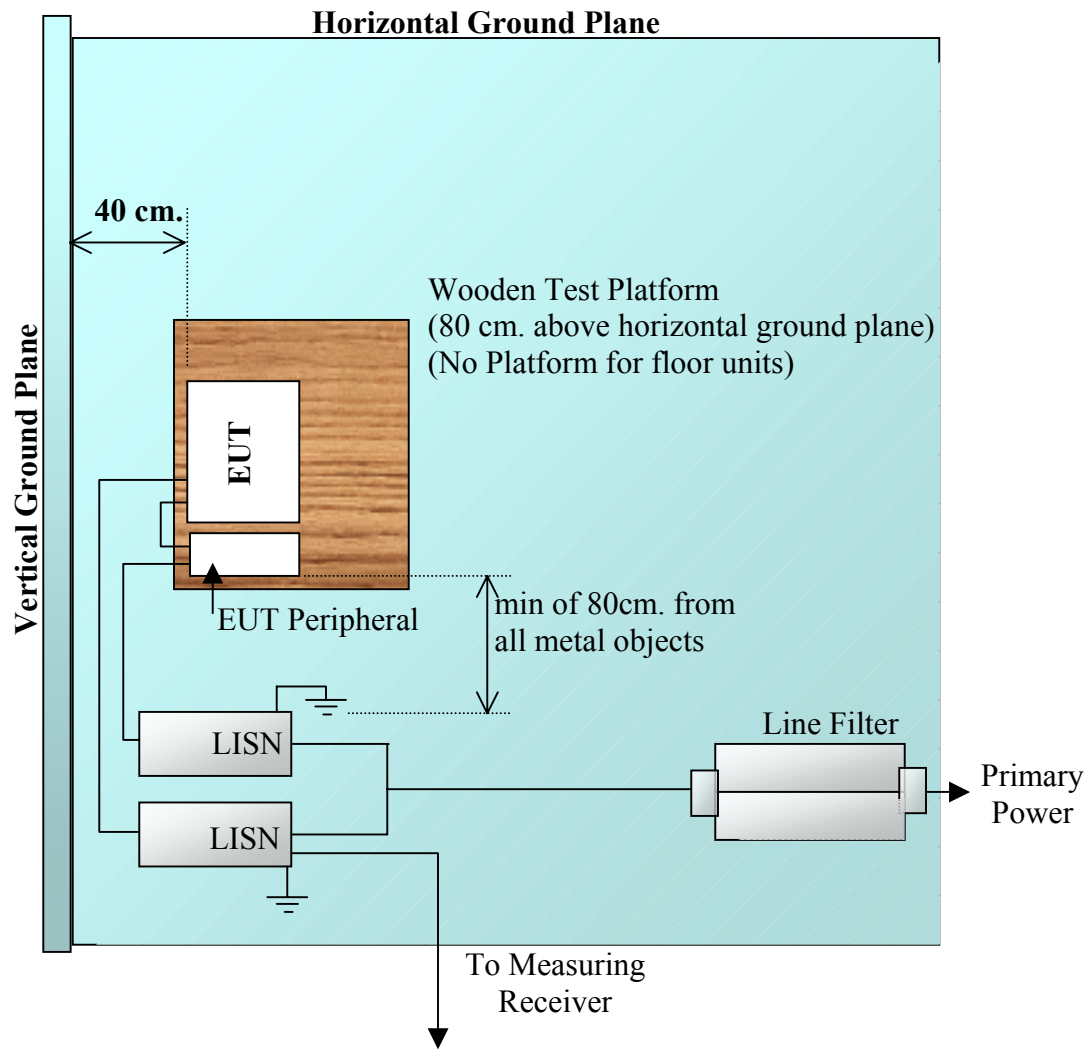 Horizontal Ground Plane
40 cm.
Wooden Test Platform
(80 cm. above horizontal ground plane)
(No Platform for floor units)
Vertical Ground Plane
EUT
EUT Peripheral
min of 80cm. from
all metal objects
LISN
Line Filter
Primary
Power
LISN
To Measuring
Receiver